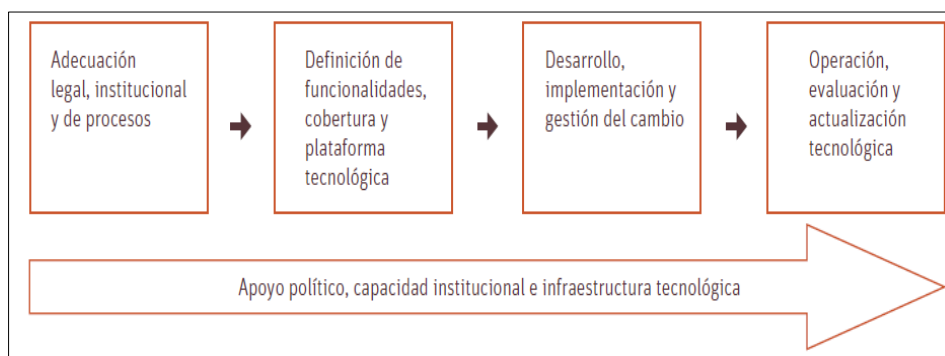 Adecuación
legal, institucional
y de procesos
Definición de
funcionalidades,
cobertura y
plataforma
tecnológica
Desarrollo,
implementación y
gestión del cambio
Operación,
evaluación y
actualización
tecnológica
Apoyo político, capacidad institucional e infraestructura tecnológica